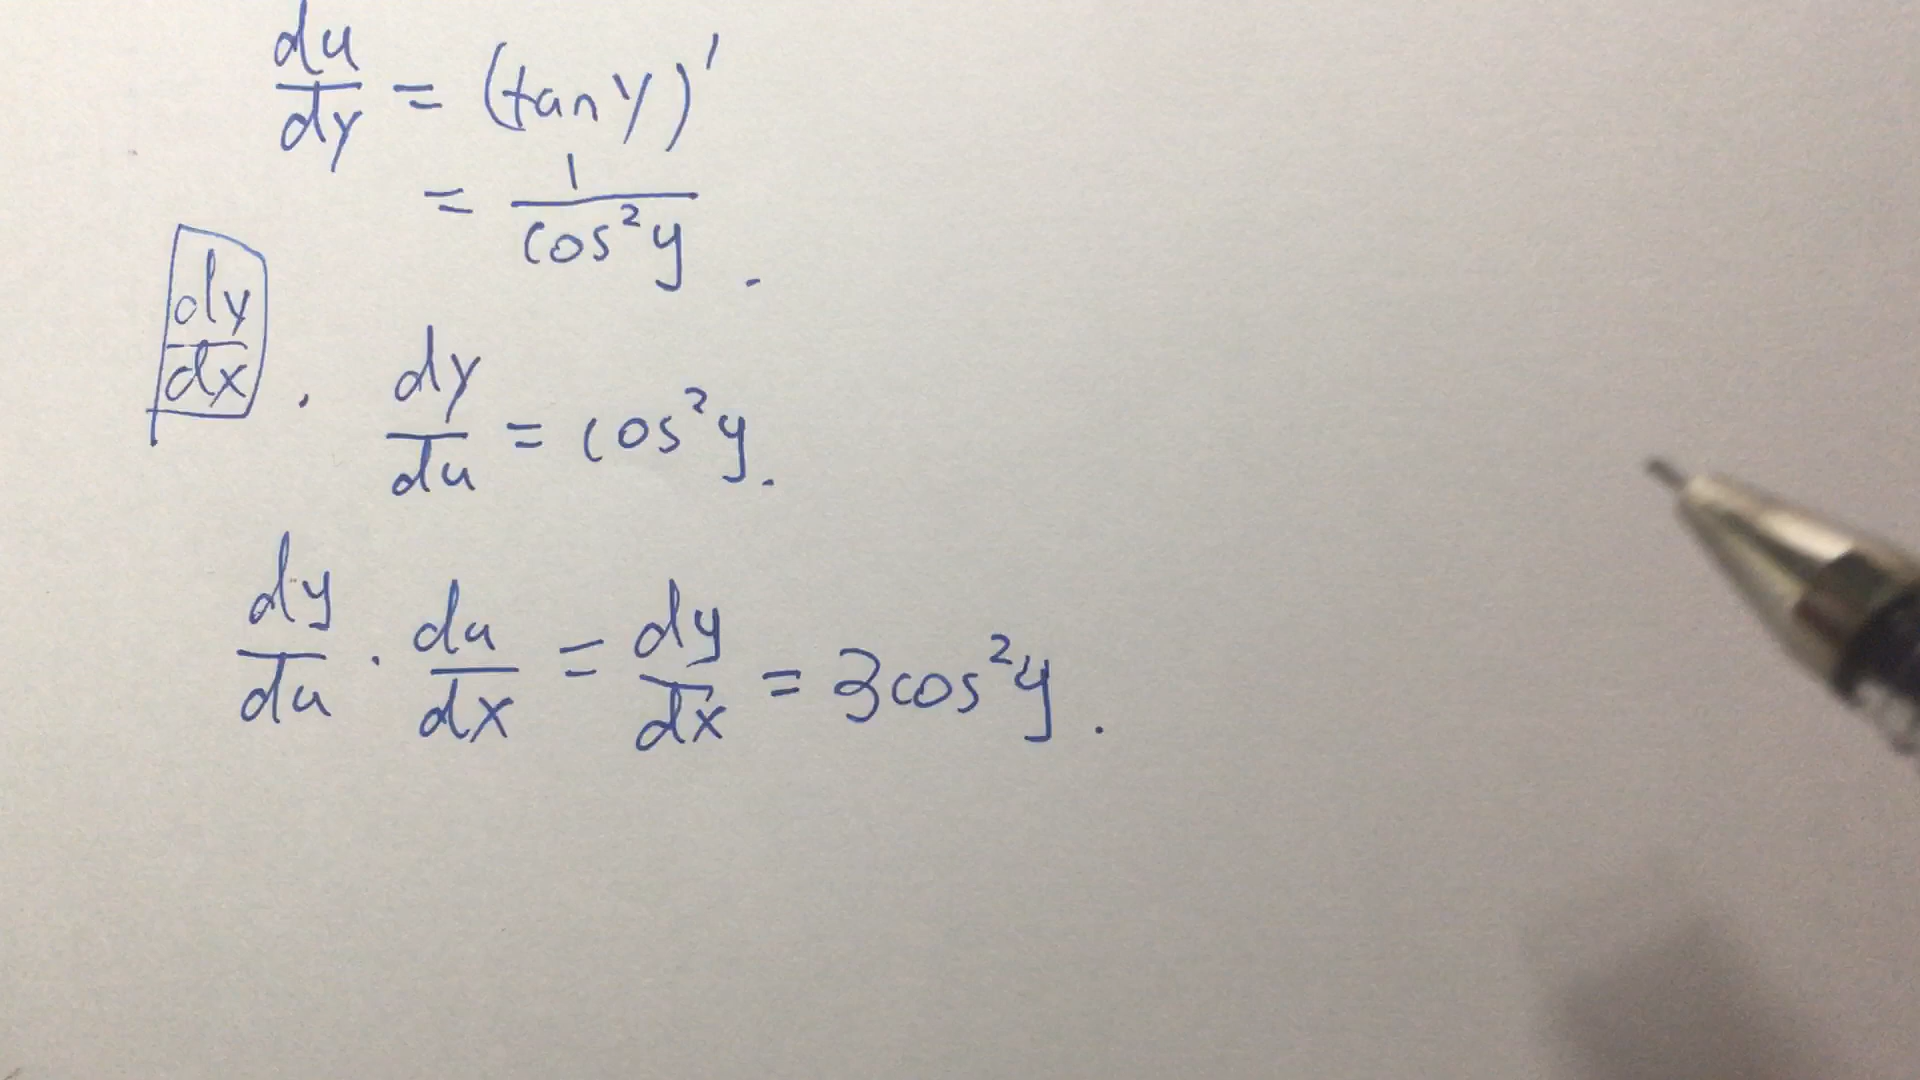 du/dy = (tan y)'
= 1/cos²y.
dy/dx . dy/du = cos²y.
dy/du · du/dx = dy/dx = 3cos²y.